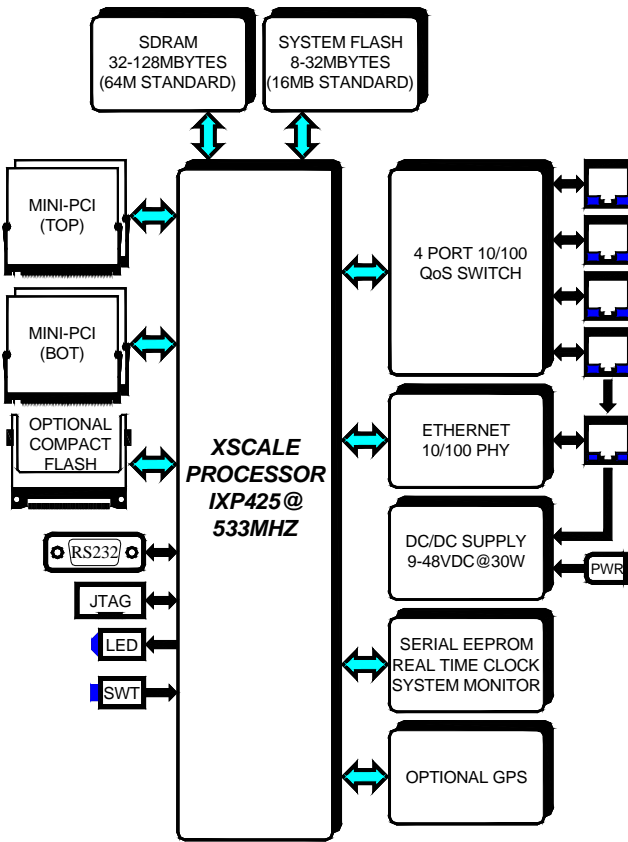 SDRAM
32-128MBYTES
(64M STANDARD)
SYSTEM FLASH
8-32MBYTES
(16MB STANDARD)
MINI-PCI
(TOP)
MINI-PCI
(BOT)
OPTIONAL
COMPACT
FLASH
RS232
JTAG
LED
SWT
XSCALE
PROCESSOR
IXP425@
533MHZ
4 PORT 10/100
QoS SWITCH
ETHERNET
10/100 PHY
DC/DC SUPPLY
9-48VDC@30W
PWR
SERIAL EEPROM
REAL TIME CLOCK
SYSTEM MONITOR
OPTIONAL GPS